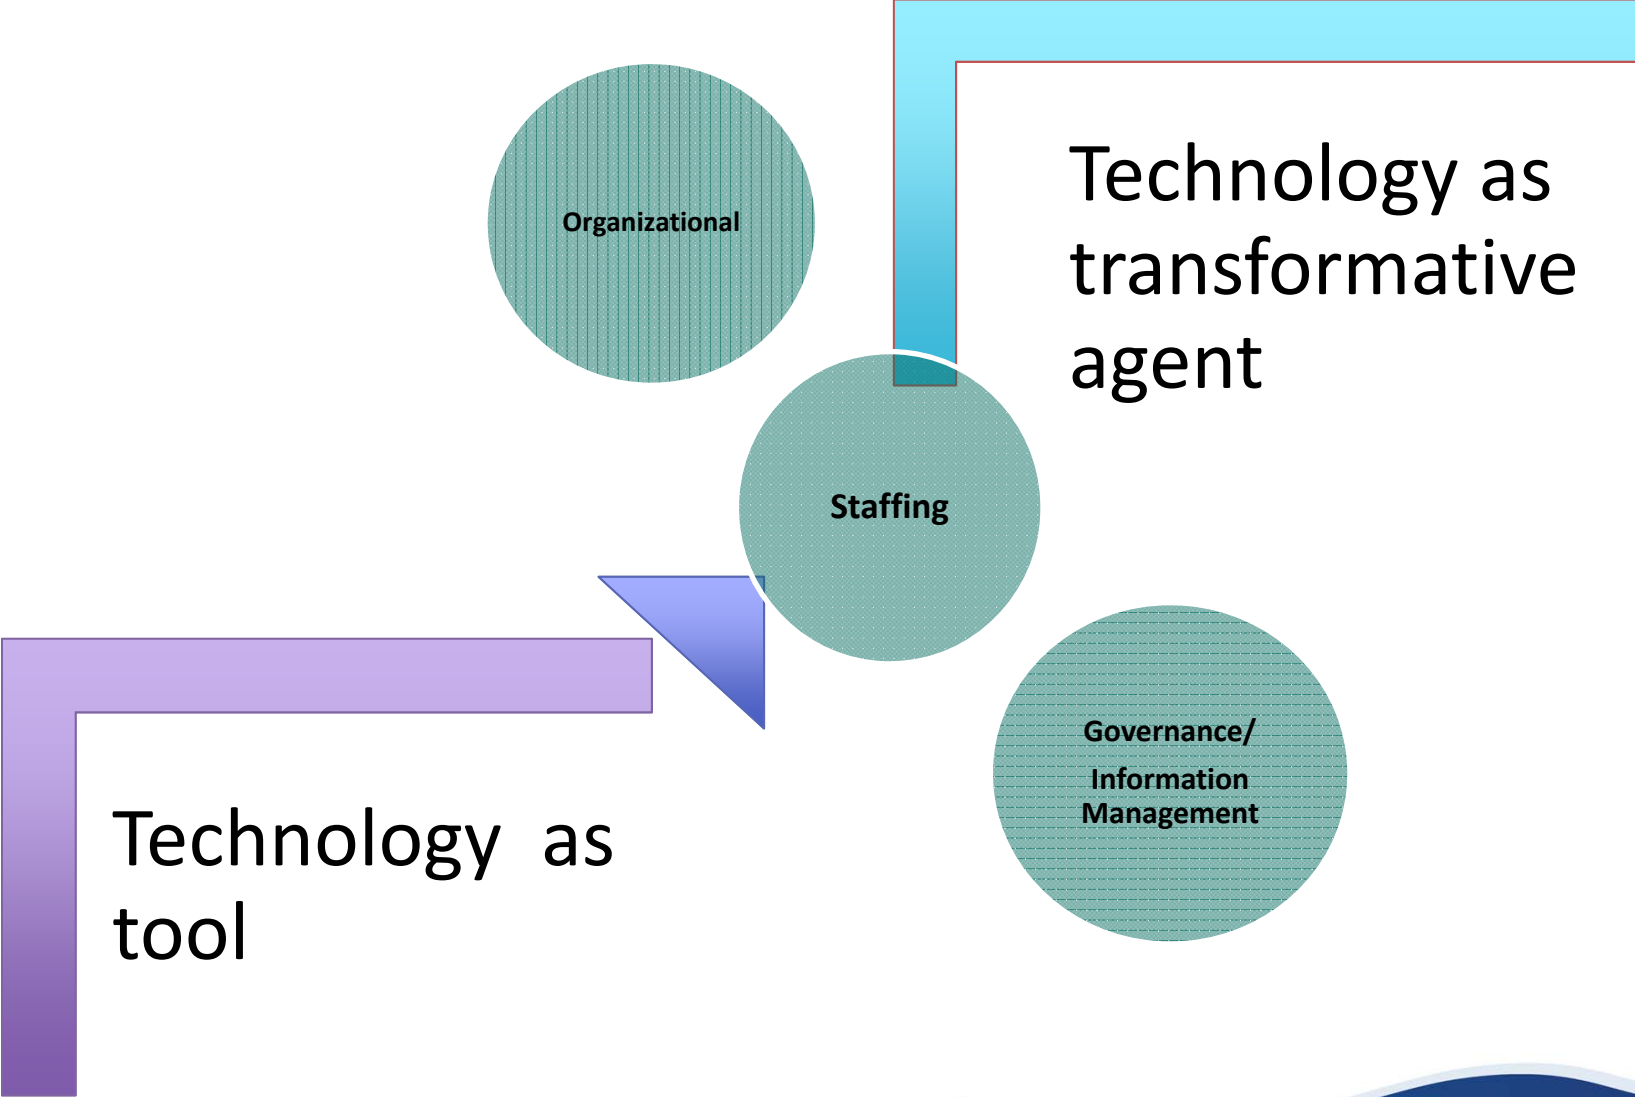 Organizational
Technology as
transformative
agent
Staffing
Governance/
Information
Management
Technology  as
tool